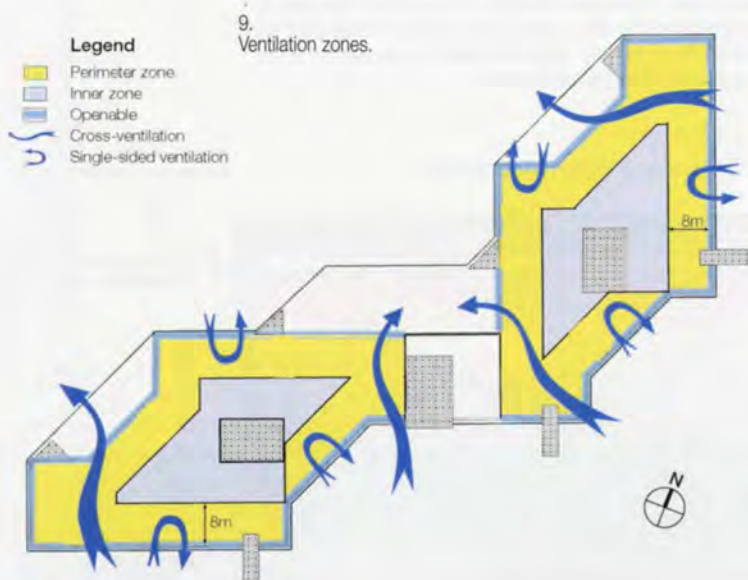 9.
Ventilation zones.
Legend
Perimeter zone
Inner zone
Openable
Cross-ventilation
Single-sided ventilation
8m
8m
N